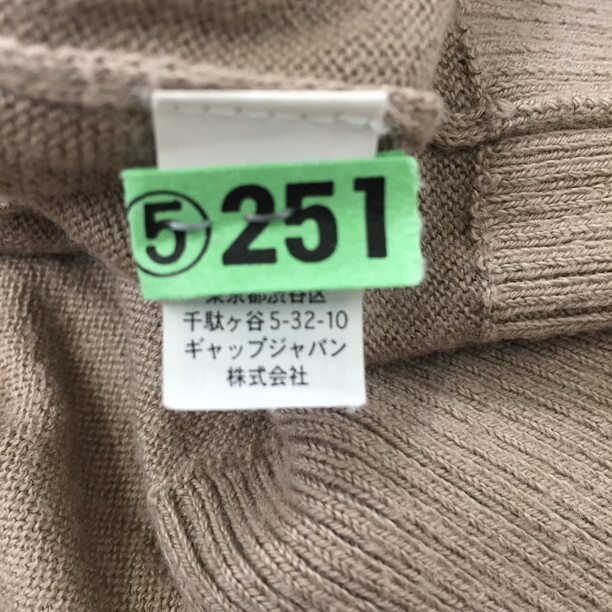 ⑤251
東京都渋谷区
千駄ヶ谷5-32-10
ギャップジャパン
株式会社